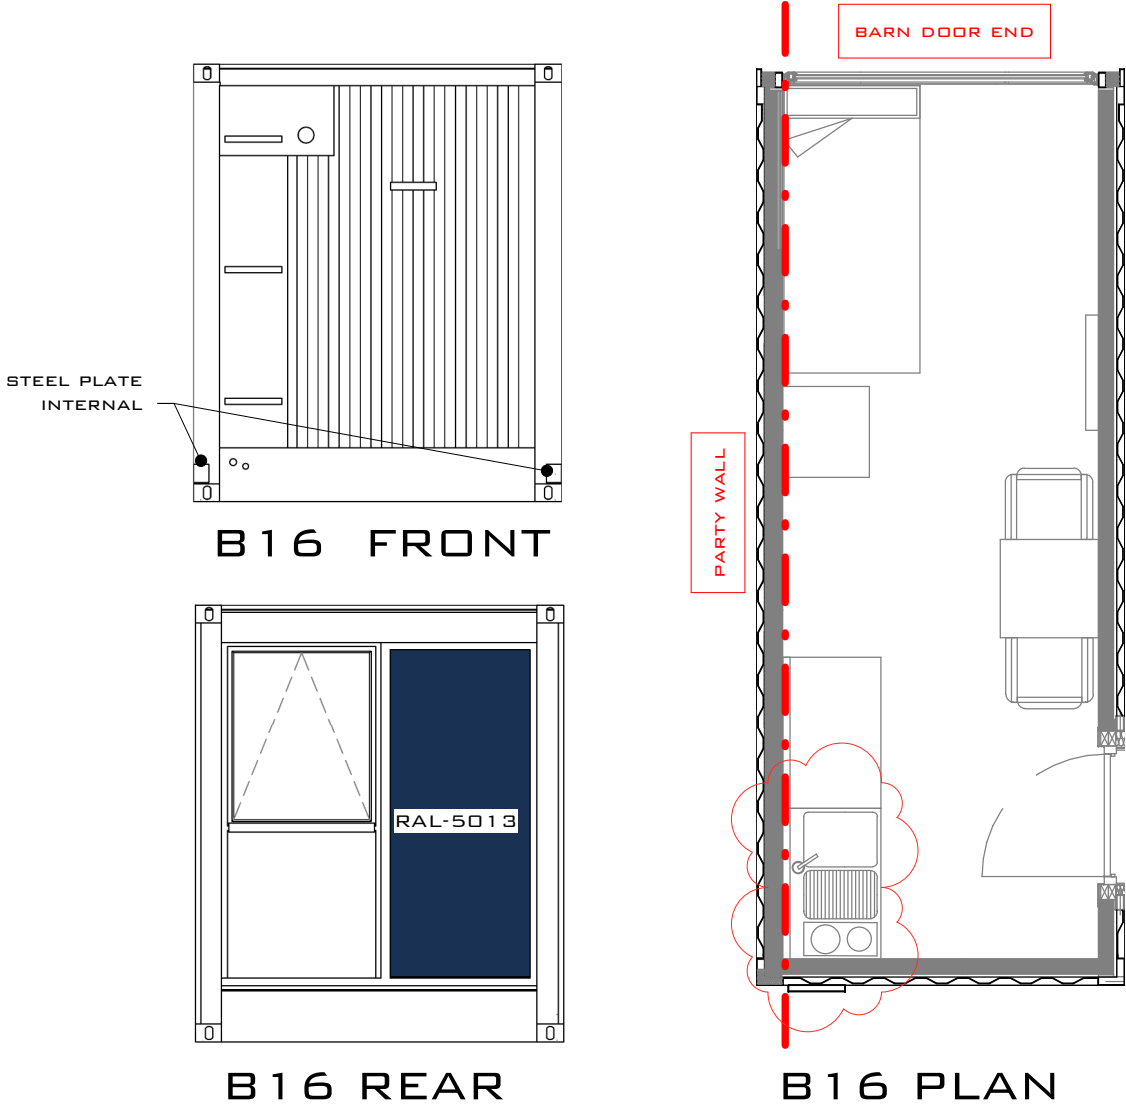 BARN DOOR END
STEEL PLATE
INTERNAL
PARTY WALL
B16 FRONT
RAL-5013
B16 REAR
B16 PLAN